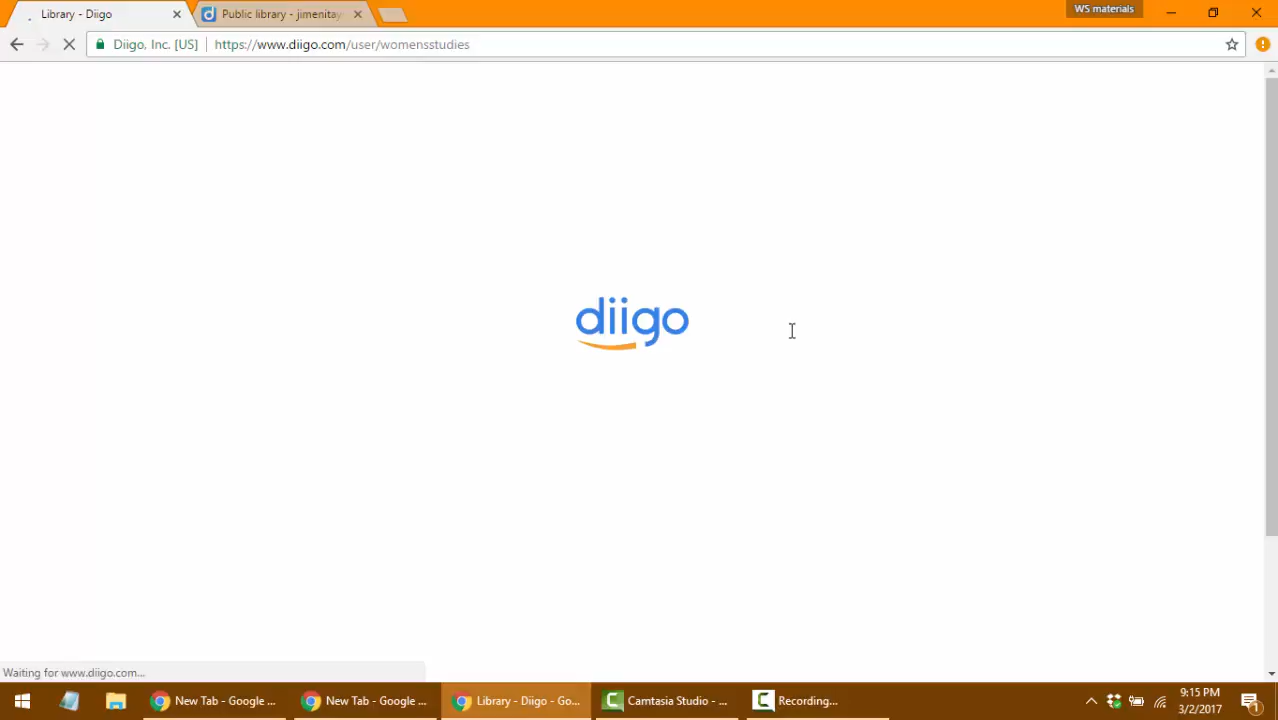 Library - Diigo
Public library - jimenitay
WS materials
Diigo, Inc. [US]
https://www.diigo.com/user/womensstudies
diigo
Waiting for www.diigo.com...
New Tab - Google ...
New Tab - Google ...
Library - Diigo - Go...
Camtasia Studio - ...
Recording...
9:15 PM
3/2/2017
1